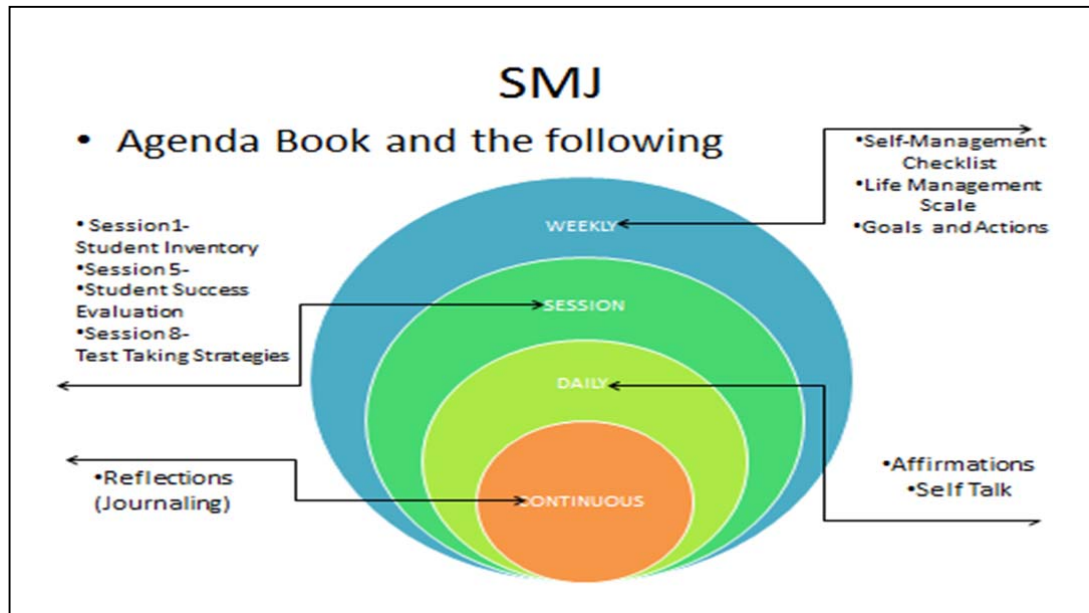 SMJ
• Agenda Book and the following
•Self-Management
Checklist
•Life Management
Scale
•Goals and Actions
WEEKLY
•Session1-
Student Inventory
•Session 5-
•Student Success
Evaluation
•Session 8-
Test Taking Strategies
SESSION
DAILY
•Affirmations
•Self Talk
•Reflections
(Journaling)
CONTINUOUS